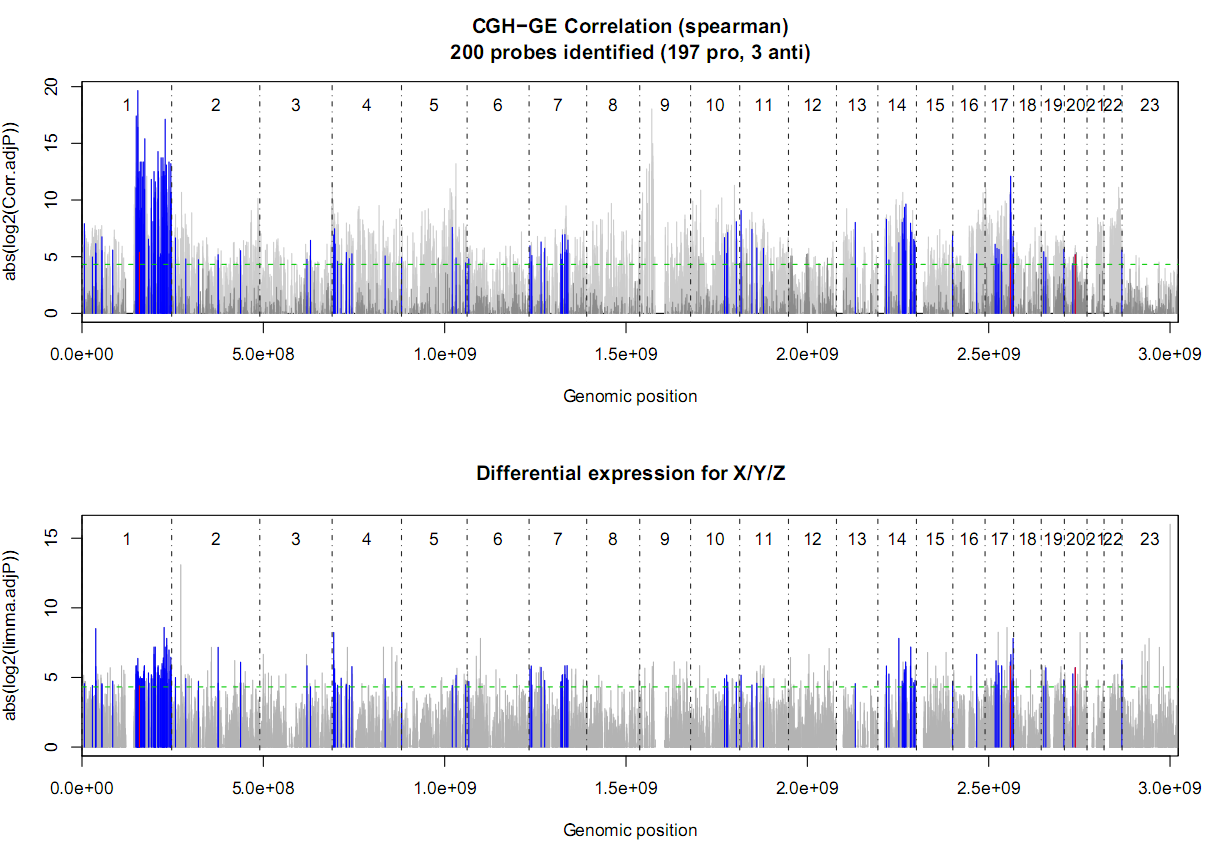 CGH−GE Correlation (spearman)
200 probes identified (197 pro, 3 anti)
abs(log2(Corr.adjP))
20
15
10
5
0
1 2 3 4 5 6 7 8 9 10 11 12 13 14 15 16 17 18 19 20 21 22 23
0.0e+00 5.0e+08 1.0e+09 1.5e+09 2.0e+09 2.5e+09 3.0e+09
Genomic position
Differential expression for X/Y/Z
abs(log2(limma.adjP))
15
10
5
0
1 2 3 4 5 6 7 8 9 10 11 12 13 14 15 16 17 18 19 20 21 22 23
0.0e+00 5.0e+08 1.0e+09 1.5e+09 2.0e+09 2.5e+09 3.0e+09
Genomic position